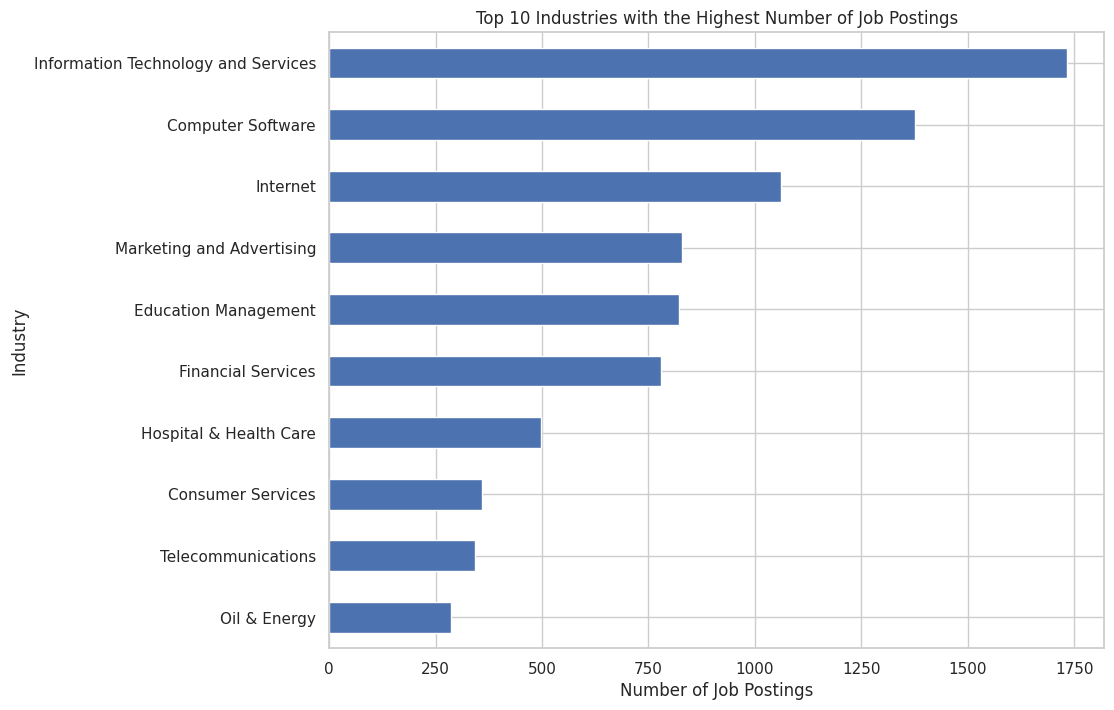 Top 10 Industries with the Highest Number of Job Postings
Information Technology and Services
Computer Software
Internet
Marketing and Advertising
Education Management
Financial Services
Hospital & Health Care
Consumer Services
Telecommunications
Oil & Energy
Industry
0 250 500 750 1000 1250 1500 1750
Number of Job Postings